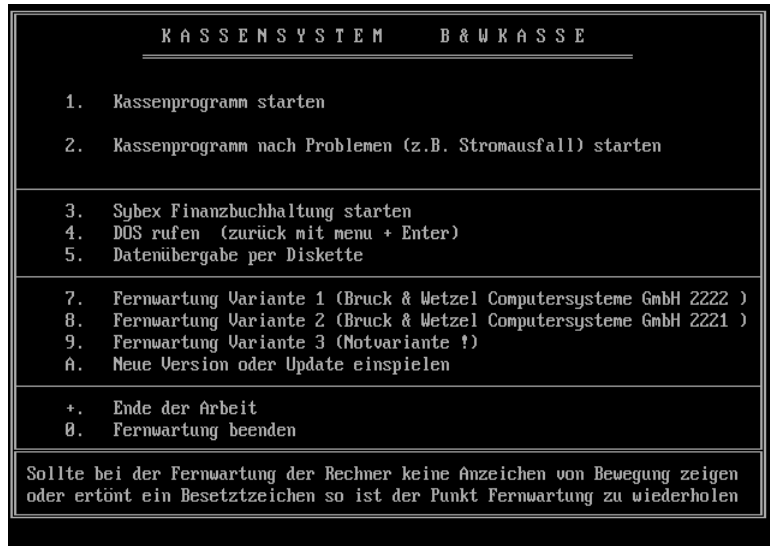 K A S S E N S Y S T E M   B & W K A S S E
1. Kassenprogramm starten
2. Kassenprogramm nach Problemen (z.B. Stromausfall) starten
3. Sybex Finanzbuchhaltung starten
4. DOS rufen (zurück mit menu + Enter)
5. Datenübergabe per Diskette
7. Fernwartung Variante 1 (Bruck & Wetzel Computersysteme GmbH 2222 )
8. Fernwartung Variante 2 (Bruck & Wetzel Computersysteme GmbH 2221 )
9. Fernwartung Variante 3 (Notvariante !)
A. Neue Version oder Update einspielen
+. Ende der Arbeit
0. Fernwartung beenden
Sollte bei der Fernwartung der Rechner keine Anzeichen von Bewegung zeigen
oder ertönt ein Besetztzeichen so ist der Punkt Fernwartung zu wiederholen